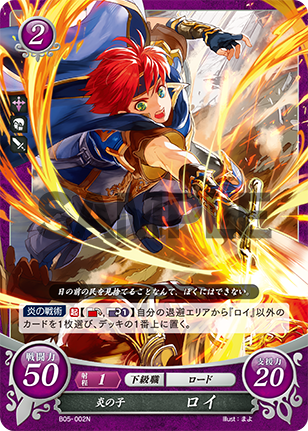 2
SAMPLE
目の前の民を見捨てることなんて、ぼくにはできない。
炎の戦術 起 自分の退避エリアから『ロイ』以外の
カードを1枚選び、デッキの1番上に置く。
戦闘力 50
射程 1 下級職 ロード
支援力 20
炎の子 ロイ
B05-002N
Illust:まよ